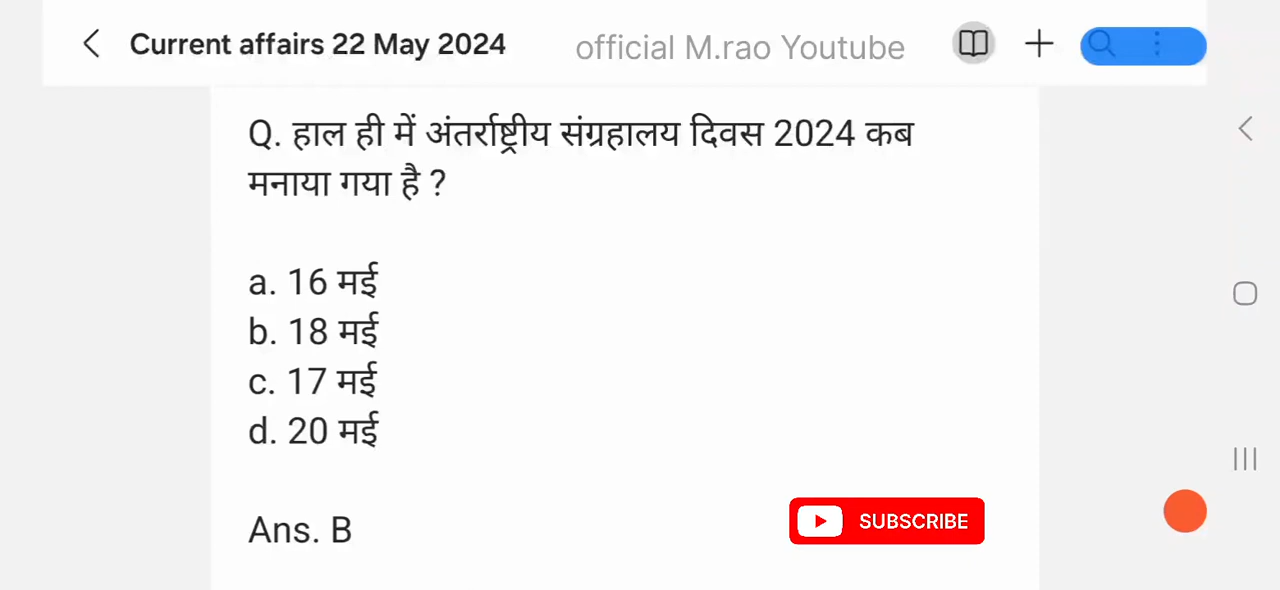 Current affairs 22 May 2024
official M.rao Youtube
Q. हाल ही में अंतर्राष्ट्रीय संग्रहालय दिवस 2024 कब
मनाया गया है ?
a. 16 मई
b. 18 मई
c. 17 मई
d. 20 मई
Ans. B
SUBSCRIBE